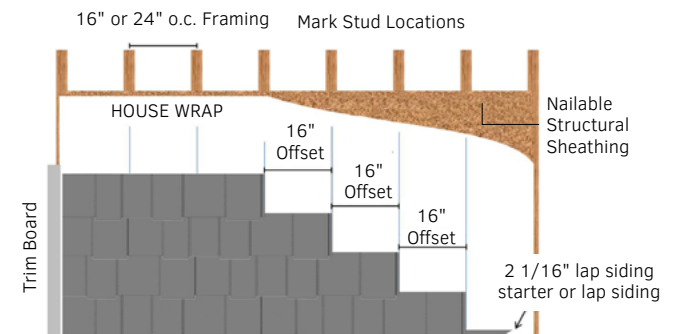 16" or 24" o.c. Framing
Mark Stud Locations
HOUSE WRAP
16"
Offset
16"
Offset
16"
Offset
Nailable
Structural
Sheathing
Trim Board
2 1/16" lap siding
starter or lap siding